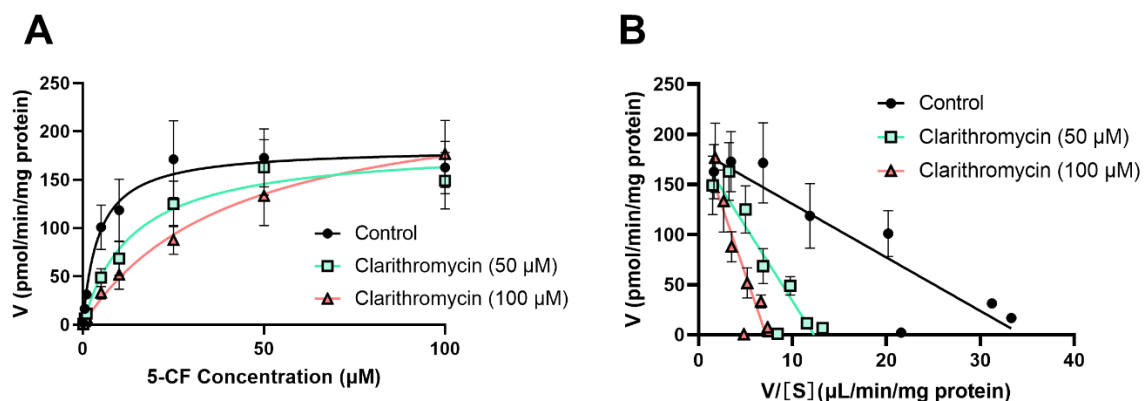 A
V (pmol/min/mg protein)
250
200
150
100
50
0
Control
Clarithromycin (50 µM)
Clarithromycin (100 µM)
0
50
100
5-CF Concentration (µM)
B
V (pmol/min/mg protein)
250
200
150
100
50
0
Control
Clarithromycin (50 µM)
Clarithromycin (100 µM)
0
10
20
30
40
V/[S](µL/min/mg protein)